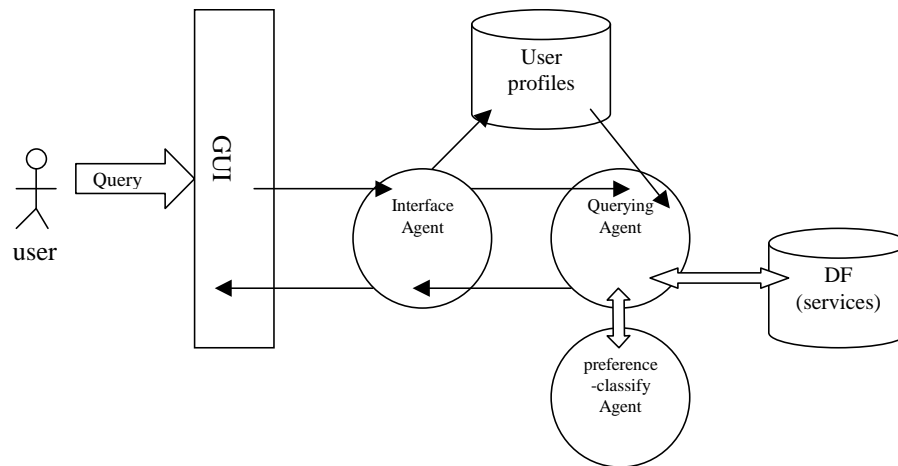 User
profiles
GUI
Query
user
Interface
Agent
Querying
Agent
DF
(services)
preference
-classify
Agent